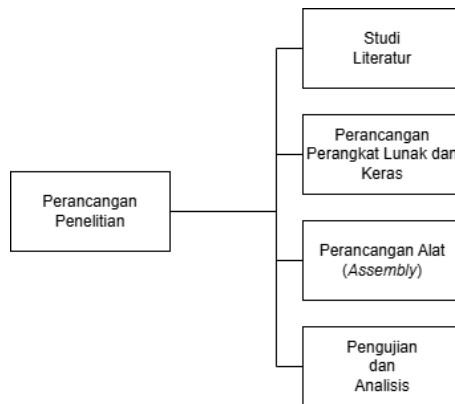 Studi
Literatur
Perancangan
Perangkat Lunak dan
Keras
Perancangan
Penelitian
Perancangan Alat
(Assembly)
Pengujian
dan
Analisis